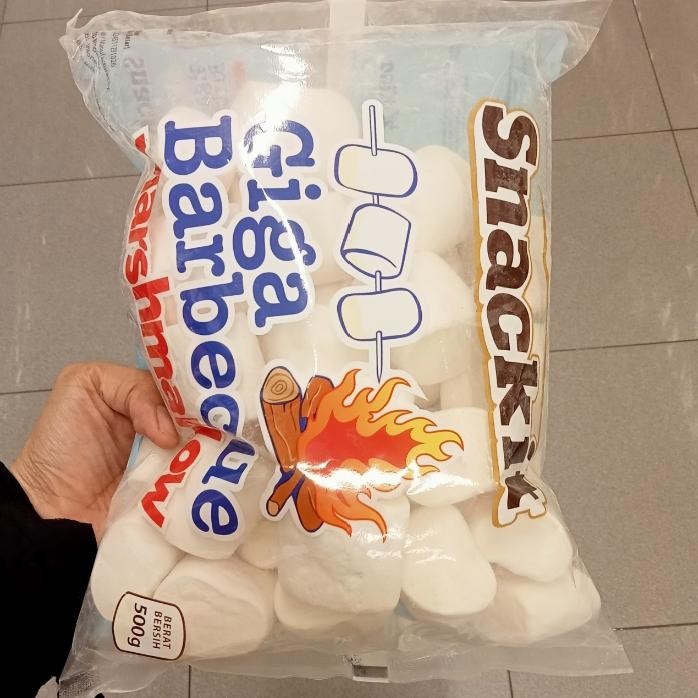 Snackit
Giga
Barbecue
marshmallow
BERAT
BERSIH
500g